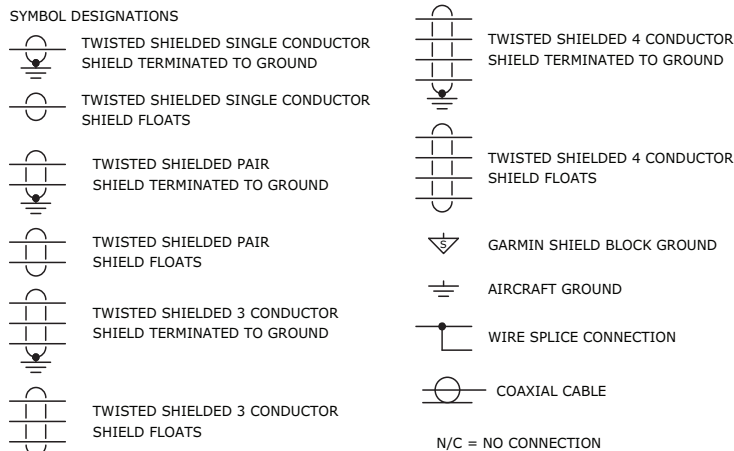 SYMBOL DESIGNATIONS
TWISTED SHIELDED SINGLE CONDUCTOR
SHIELD TERMINATED TO GROUND
TWISTED SHIELDED SINGLE CONDUCTOR
SHIELD FLOATS
TWISTED SHIELDED PAIR
SHIELD TERMINATED TO GROUND
TWISTED SHIELDED PAIR
SHIELD FLOATS
TWISTED SHIELDED 3 CONDUCTOR
SHIELD TERMINATED TO GROUND
TWISTED SHIELDED 3 CONDUCTOR
SHIELD FLOATS
TWISTED SHIELDED 4 CONDUCTOR
SHIELD TERMINATED TO GROUND
TWISTED SHIELDED 4 CONDUCTOR
SHIELD FLOATS
S
GARMIN SHIELD BLOCK GROUND
AIRCRAFT GROUND
WIRE SPLICE CONNECTION
COAXIAL CABLE
N/C = NO CONNECTION